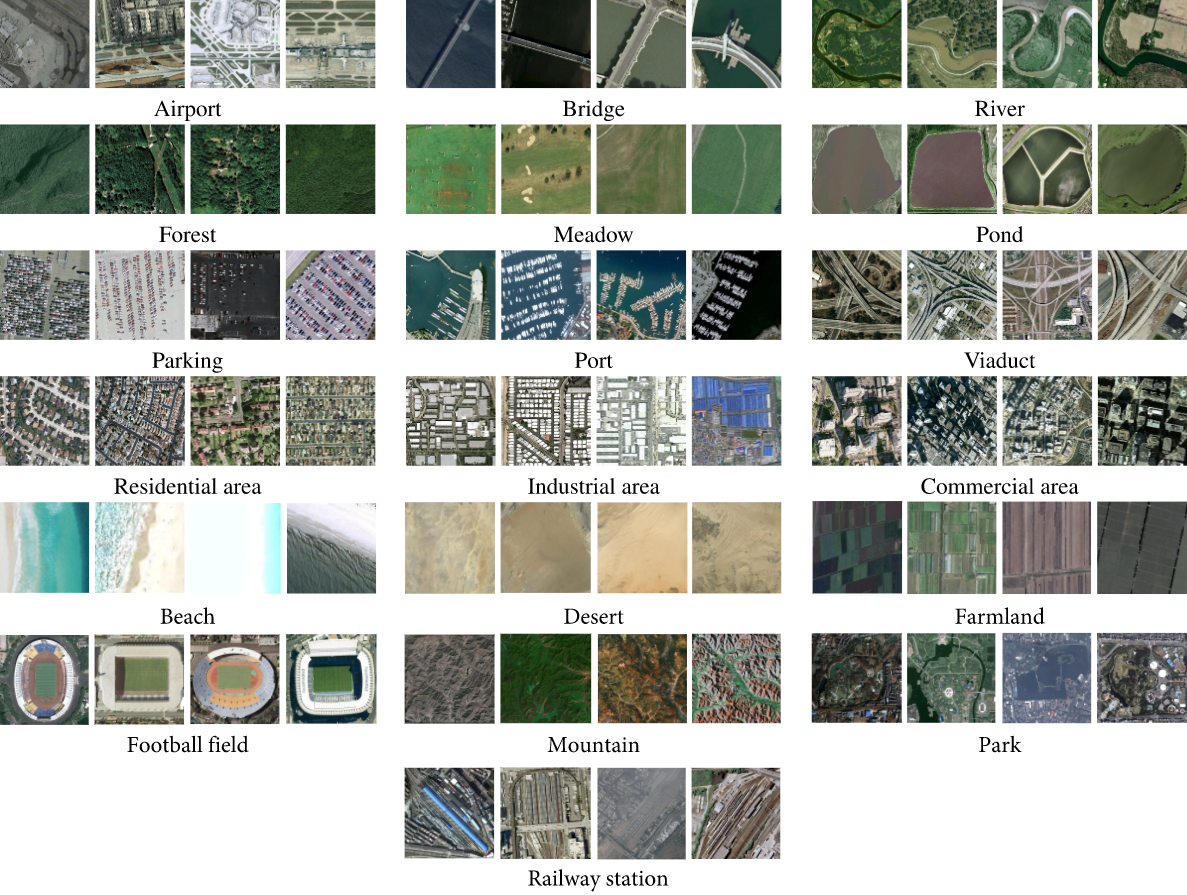 Airport
Bridge
River
Forest
Meadow
Pond
Parking
Port
Viaduct
Residential area
Industrial area
Commercial area
Beach
Desert
Farmland
Football field
Mountain
Park
Railway station